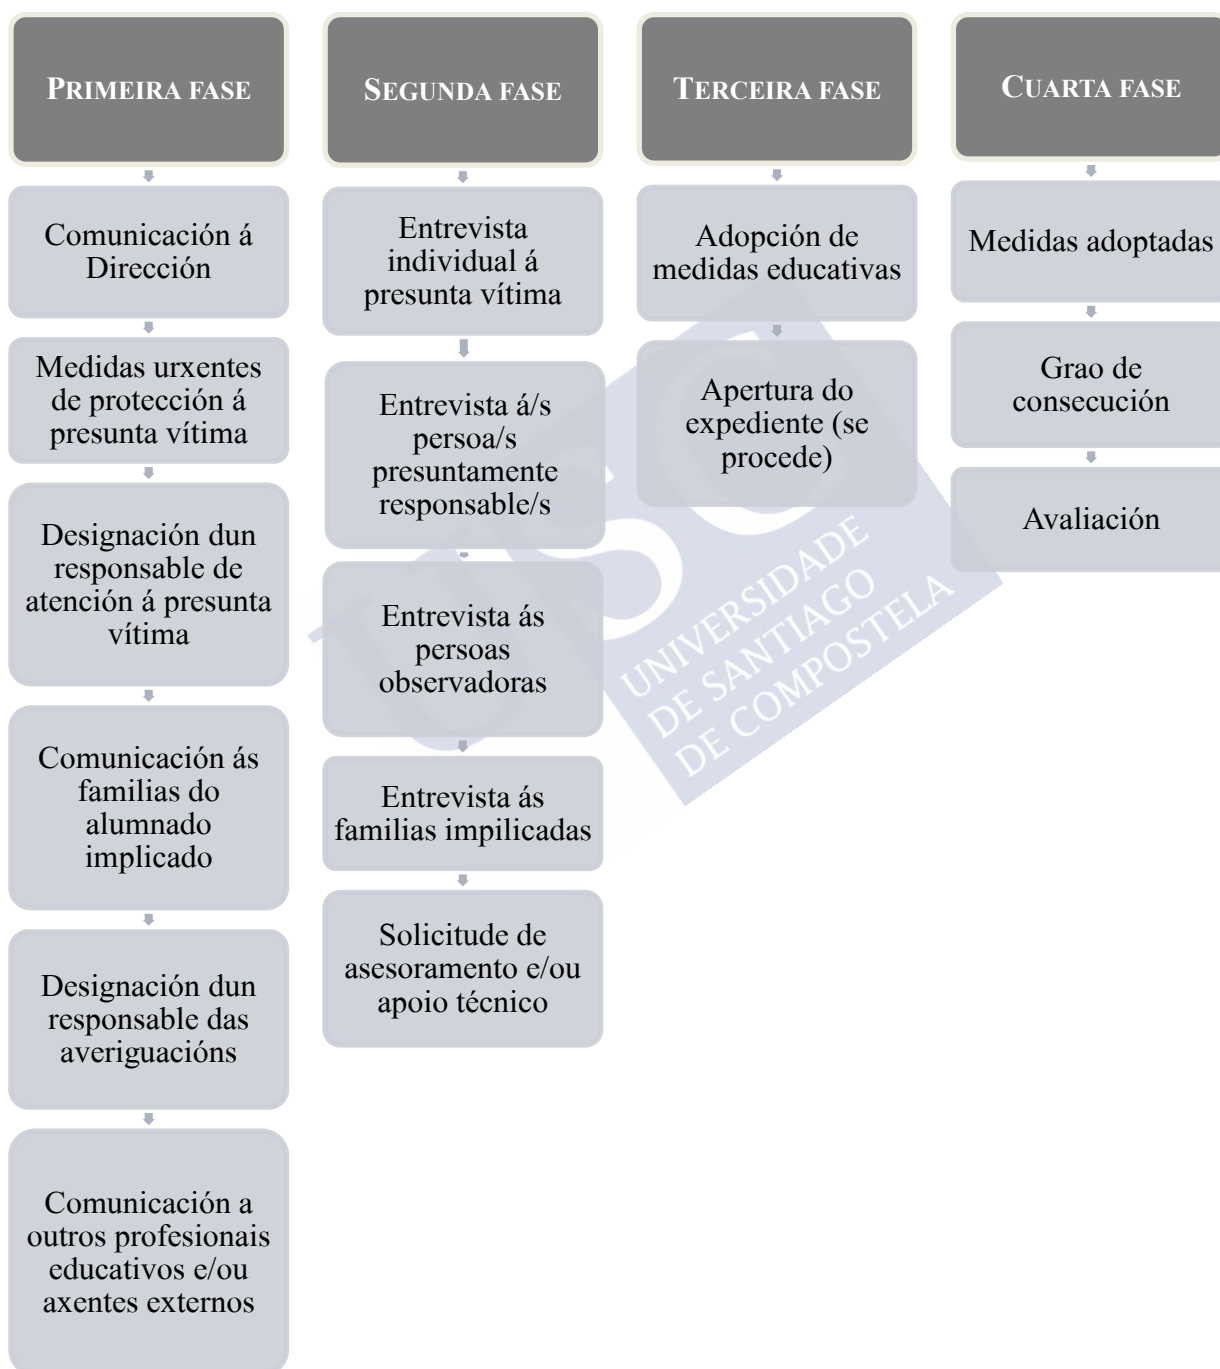 PRIMEIRA FASE
Comunicación á
Dirección
Medidas urxentes
de protección á
presunta vítima
Designación dun
responsable de
atención á presunta
vítima
Comunicación ás
familias do
alumnado
implicado
Designación dun
responsable das
averiguacións
Comunicación a
outros profesionais
educativos e/ou
axentes externos
SEGUNDA FASE
Entrevista
individual á
presunta vítima
Entrevista á/s
persoa/s
presuntamente
responsable/s
Entrevista ás
persoas
observadoras
Entrevista ás
familias impilicadas
Solicitude de
asesoramento e/ou
apoio técnico
TERCEIRA FASE
Adopción de
medidas educativas
Apertura do
expediente (se
procede)
CUARTA FASE
Medidas adoptadas
Grao de
consecución
Avaliación
USC
UNIVERSIDADE
DE SANTIAGO
DE COMPOSTELA